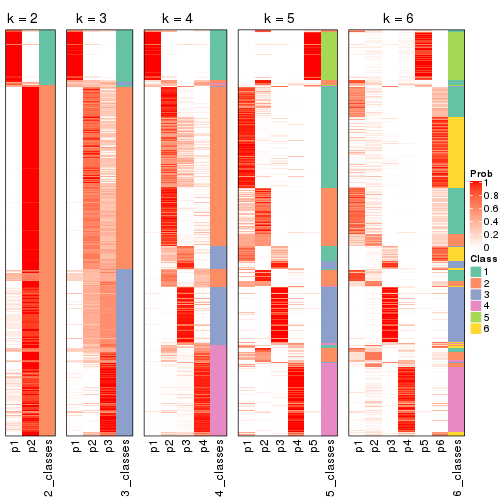 k = 2
k = 3
k = 4
k = 5
k = 6
Prob
1
0.8
0.6
0.4
0.2
0
Class
1
2
3
4
5
6
p1
p2
2_classes
p1
p2
p3
3_classes
p1
p2
p3
p4
4_classes
p1
p2
p3
p4
p5
5_classes
p1
p2
p3
p4
p5
p6
6_classes